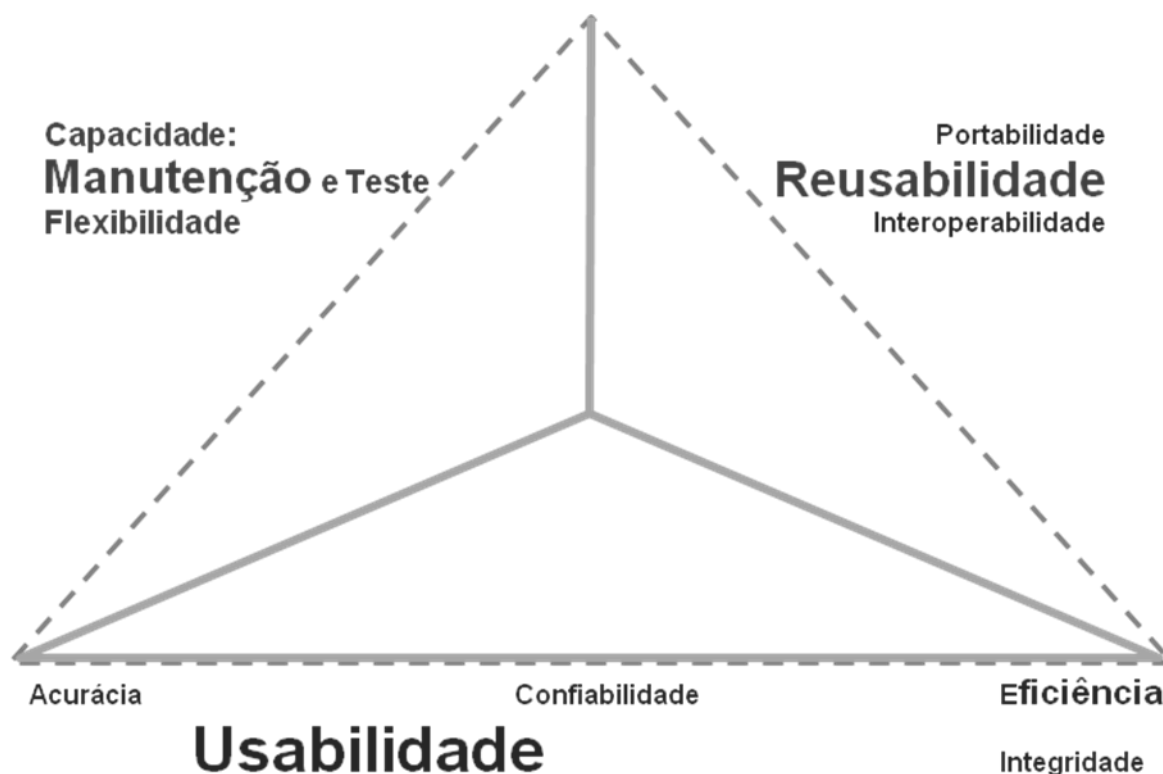 Capacidade:
Manutenção e Teste
Flexibilidade
Portabilidade
Reusabilidade
Interoperabilidade
Acurácia
Confiabilidade
Eficiência
Usabilidade
Integridade